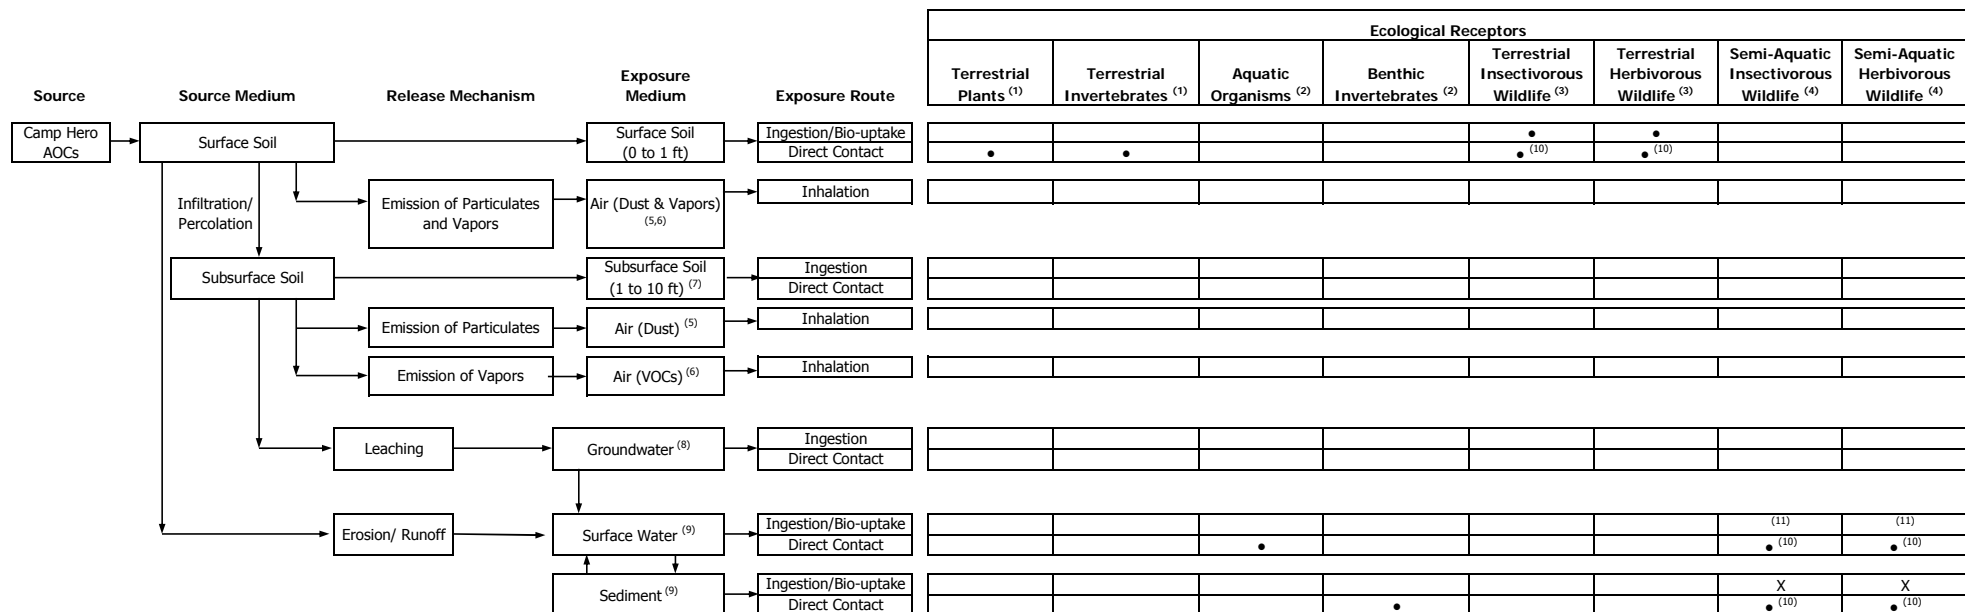 Ecological Receptors
Source
Source Medium
Release Mechanism
Exposure
Medium
Exposure Route
Terrestrial
Plants (1)
Terrestrial
Invertebrates (1)
Aquatic
Organisms (2)
Benthic
Invertebrates (2)
Terrestrial
Insectivorous
Wildlife (3)
Terrestrial
Herbivorous
Wildlife (3)
Semi-Aquatic
Insectivorous
Wildlife (4)
Semi-Aquatic
Herbivorous
Wildlife (4)
Camp Hero
AOCs
Surface Soil
Surface Soil
(0 to 1 ft)
Ingestion/Bio-uptake
• •
Direct Contact
• • • (10) • (10)
Infiltration/
Percolation
Emission of Particulates
and Vapors
Air (Dust & Vapors)
(5,6)
Inhalation
Subsurface Soil
Subsurface Soil
(1 to 10 ft) (7)
Ingestion
Direct Contact
Emission of Particulates
Air (Dust) (5)
Inhalation
Emission of Vapors
Air (VOCs) (6)
Inhalation
Leaching
Groundwater (8)
Ingestion
Direct Contact
Erosion/ Runoff
Surface Water (9)
Ingestion/Bio-uptake
(11) (11)
Direct Contact
• • (10) • (10)
Sediment (9)
Ingestion/Bio-uptake
X X
Direct Contact
• • (10) • (10)